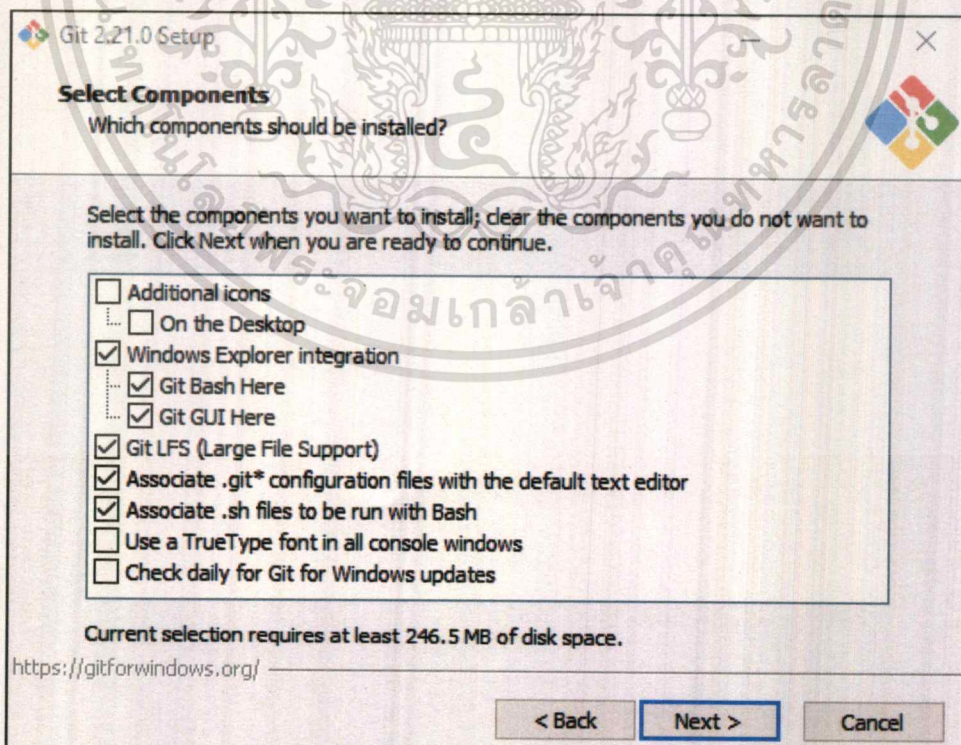 Git 2.21.0 Setup
Select Components
Which components should be installed?
Select the components you want to install; clear the components you do not want to
install. Click Next when you are ready to continue.
Additional icons
On the Desktop
Windows Explorer integration
Git Bash Here
Git GUI Here
Git LFS (Large File Support)
Associate .git* configuration files with the default text editor
Associate .sh files to be run with Bash
Use a TrueType font in all console windows
Check daily for Git for Windows updates
Current selection requires at least 246.5 MB of disk space.
https://gitforwindows.org/
< Back
Next >
Cancel
พระจอมเกล้าเจ้าคุณทหารลาด